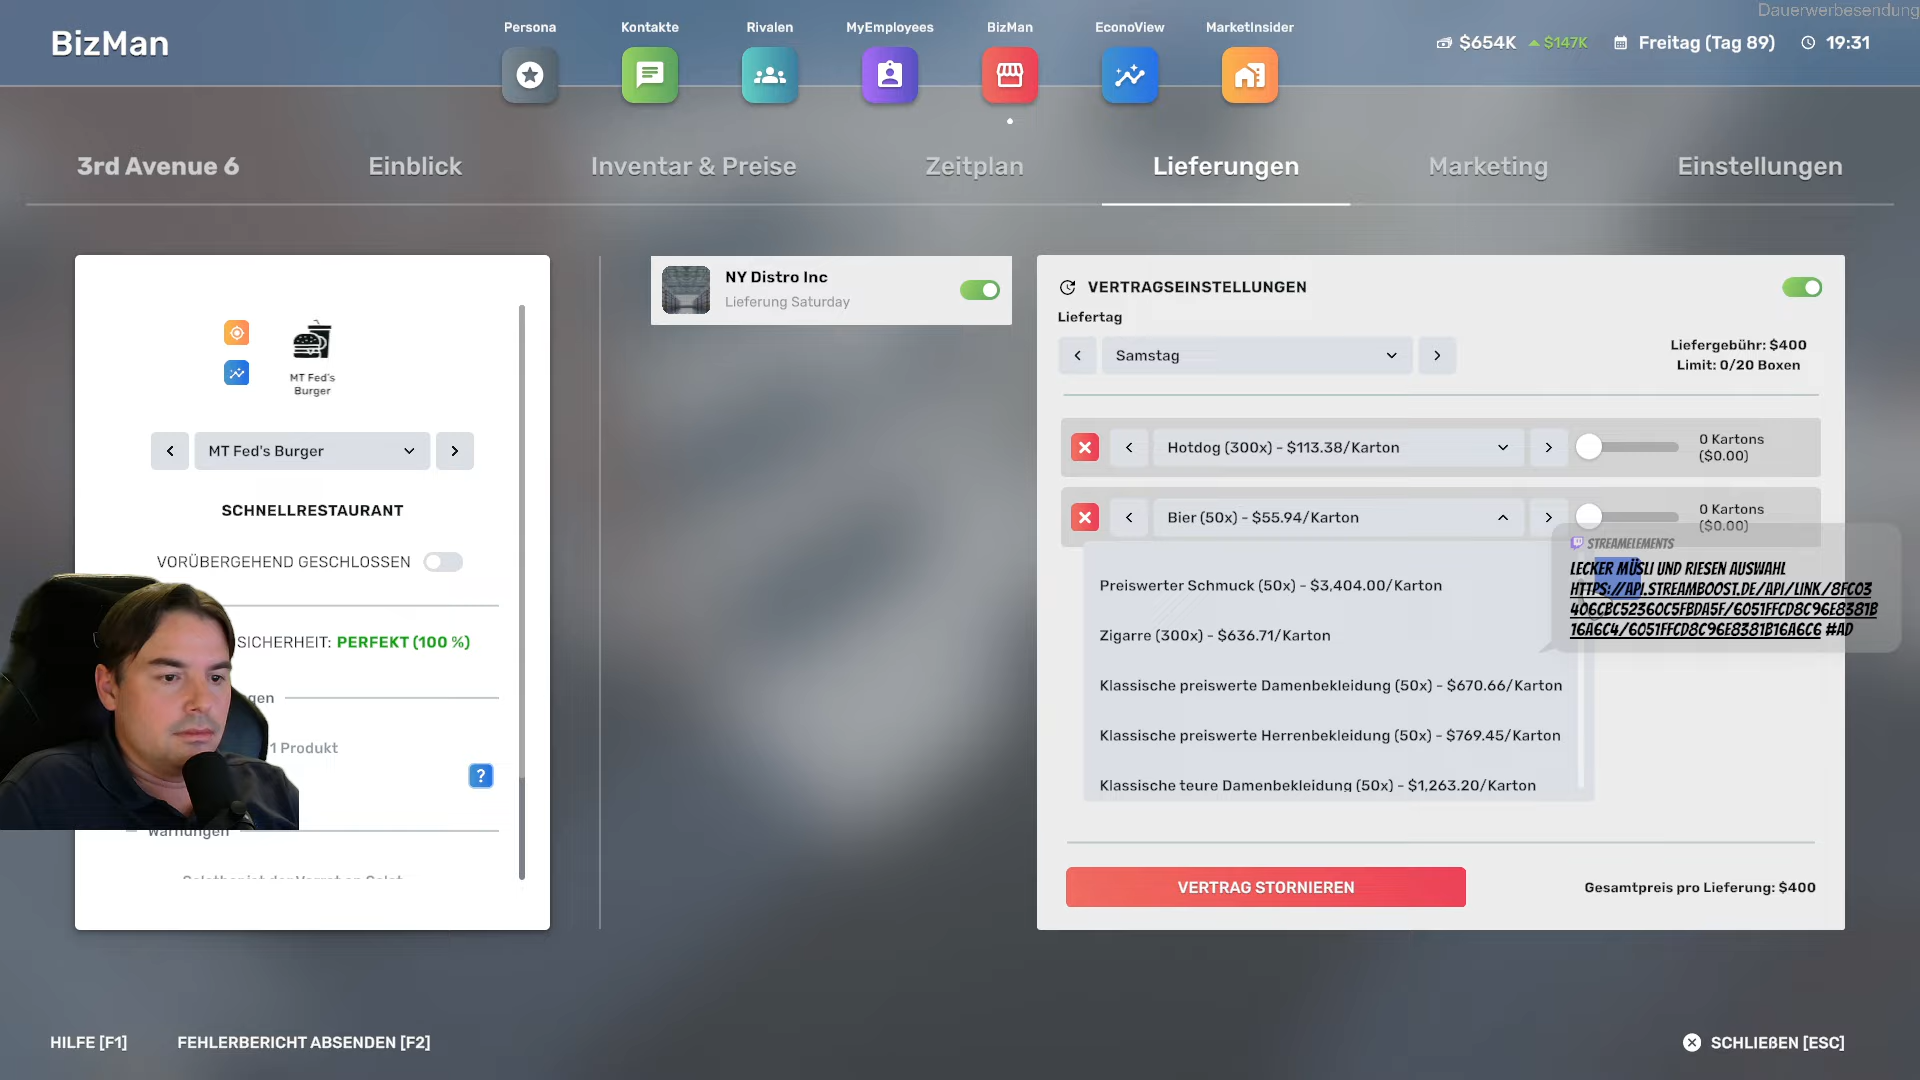 Dauerwerbesendung
BizMan
Persona
Kontakte
Rivalen
MyEmployees
BizMan
EconoView
MarketInsider
$654K
$147K
Freitag (Tag 89)
19:31
3rd Avenue 6
Einblick
Inventar & Preise
Zeitplan
Lieferungen
Marketing
Einstellungen
MT Fed's
Burger
MT Fed's Burger
SCHNELLRESTAURANT
VORÜBERGEHEND GESCHLOSSEN
SICHERHEIT: PERFEKT (100 %)
gen
1 Produkt
?
Warnungen
NY Distro Inc
Lieferung Saturday
VERTRAGSEINSTELLUNGEN
Liefertag
Samstag
Liefergebühr: $400
Limit: 0/20 Boxen
Hotdog (300x) - $113.38/Karton
0 Kartons
($0.00)
Bier (50x) - $55.94/Karton
0 Kartons
($0.00)
Preiswerter Schmuck (50x) - $3,404.00/Karton
Zigarre (300x) - $636.71/Karton
Klassische preiswerte Damenbekleidung (50x) - $670.66/Karton
Klassische preiswerte Herrenbekleidung (50x) - $769.45/Karton
Klassische teure Damenbekleidung (50x) - $1,263.20/Karton
STREAMELEMENTS
LECKER MÜSLI UND RIESEN AUSWAHL
HTTPS://API.STREAMBOOST.DE/API/LINK/8FC03
406CBC52360C5FBDA5F/6051FFCD8C96E8381B
16A6C4/6051FFCD8C96E8381B16A6C6 #AD
VERTRAG STORNIEREN
Gesamtpreis pro Lieferung: $400
HILFE [F1]
FEHLERBERICHT ABSENDEN [F2]
SCHLIEßEN [ESC]